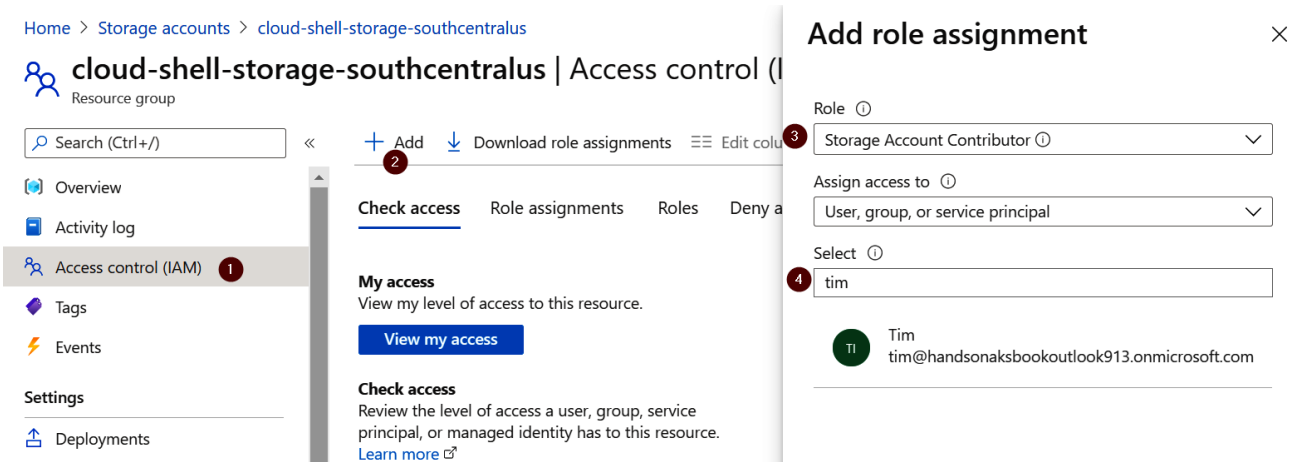 Home > Storage accounts > cloud-shell-storage-southcentralus
cloud-shell-storage-southcentralus | Access control (I
Resource group
Search (Ctrl+/)
«
Overview
Activity log
Access control (IAM) 1
Tags
Events
Settings
Deployments
+ Add
2
Download role assignments
Edit colu
Check access
Role assignments
Roles
Deny a
My access
View my level of access to this resource.
View my access
Check access
Review the level of access a user, group, service
principal, or managed identity has to this resource.
Learn more
Add role assignment
Role
3
Storage Account Contributor
Assign access to
User, group, or service principal
Select
4
tim
TI
Tim
tim@handsonaksbookoutlook913.onmicrosoft.com